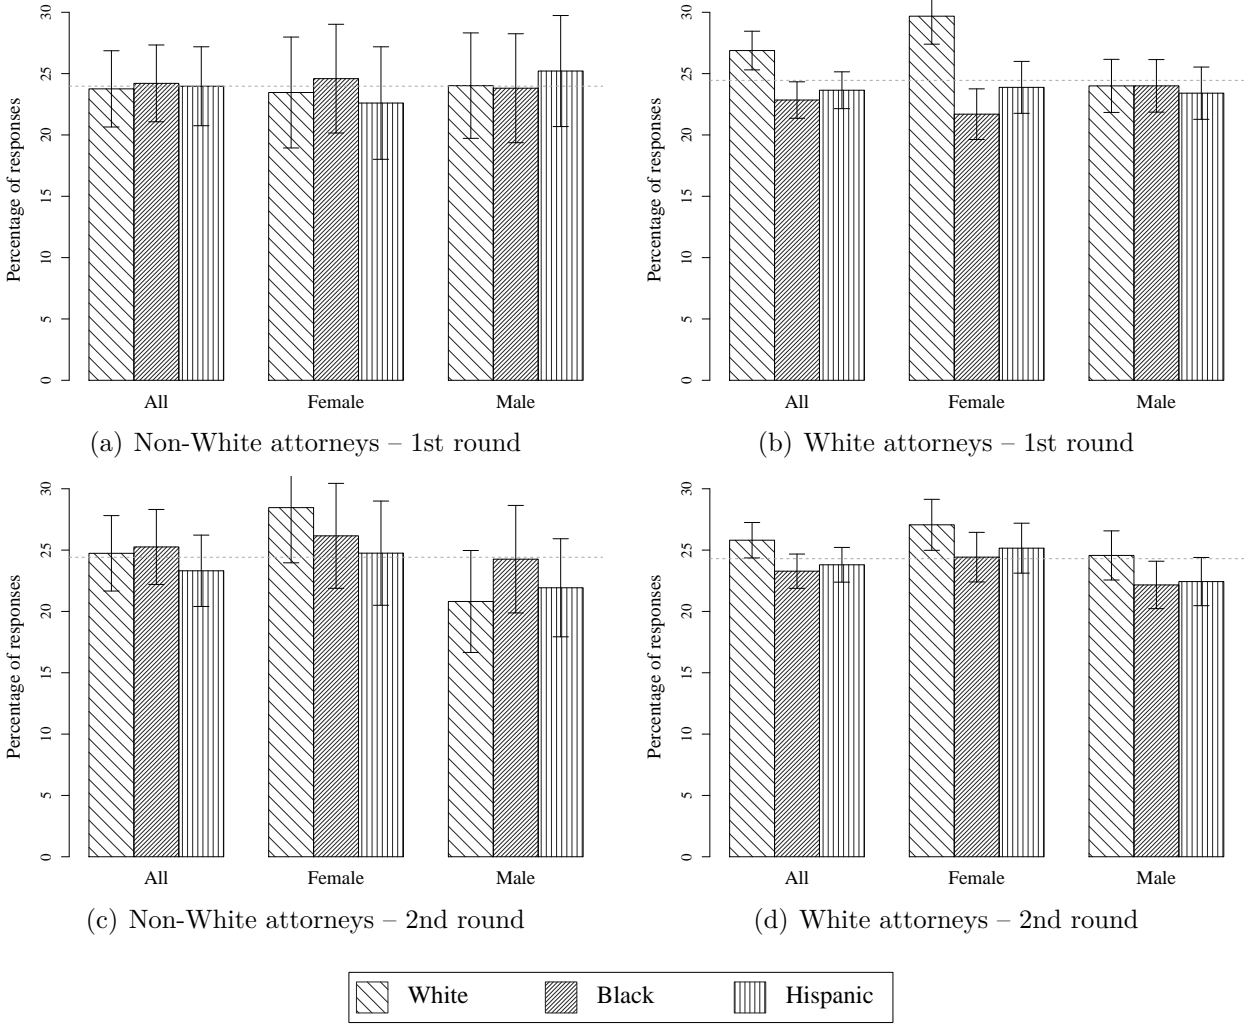 Percentage of responses
30
25
20
15
10
5
0
All Female Male
(a) Non-White attorneys – 1st round
Percentage of responses
30
25
20
15
10
5
0
All Female Male
(b) White attorneys – 1st round
Percentage of responses
30
25
20
15
10
5
0
All Female Male
(c) Non-White attorneys – 2nd round
Percentage of responses
30
25
20
15
10
5
0
All Female Male
(d) White attorneys – 2nd round
White Black Hispanic